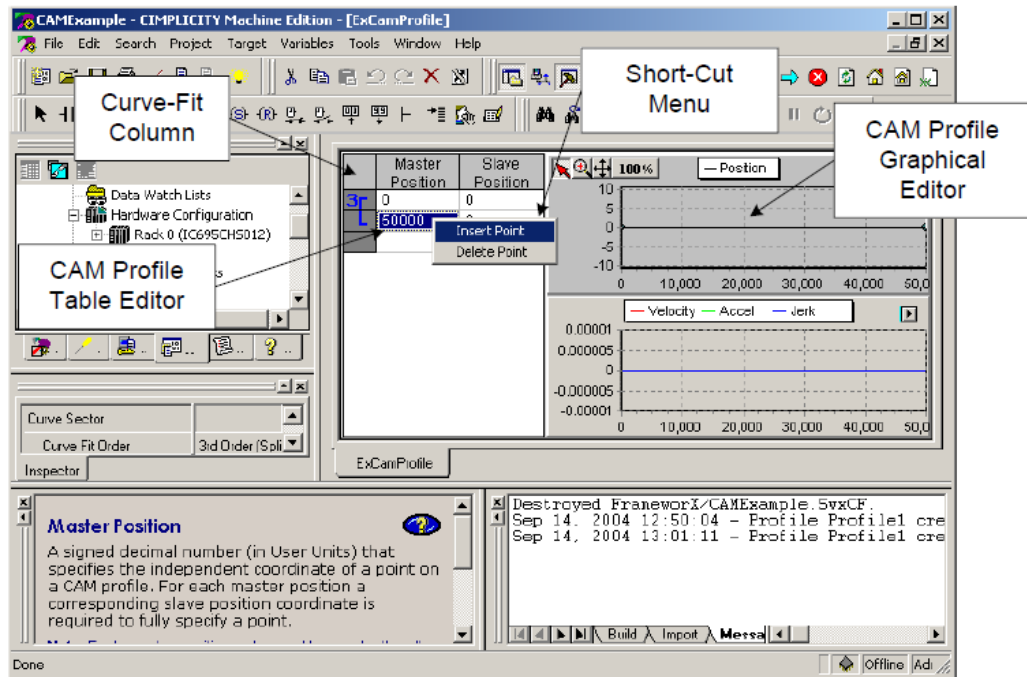 CAMExample - CIMPLICITY Machine Edition - [ExCamProfile]
File Edit Search Project Target Variables Tools Window Help
Curve-Fit
Column
Short-Cut
Menu
CAM Profile
Graphical
Editor
Data Watch Lists
Hardware Configuration
Rack 0 (IC695CHS012)
CAM Profile
Table Editor
Master
Position
Slave
Position
3
0
0
50000
Insert Point
Delete Point
100%
Position
10
5
0
-5
-10
0 10,000 20,000 30,000 40,000 50,0
Velocity Accel Jerk
0.00001
0.000005
0
-0.000005
-0.00001
0 10,000 20,000 30,000 40,000 50,0
Curve Sector
Curve Fit Order 3rd Order (Spli
Inspector
ExCamProfile
Master Position
A signed decimal number (in User Units) that
specifies the independent coordinate of a point on
a CAM profile. For each master position a
corresponding slave position coordinate is
required to fully specify a point.
Destroyed FrameworX/CAMExample.SvxCF.
Sep 14, 2004 12:50:04 - Profile Profile1 cre
Sep 14, 2004 13:01:11 - Profile Profile1 cre
Build Import Messa
Done
Offline Adi